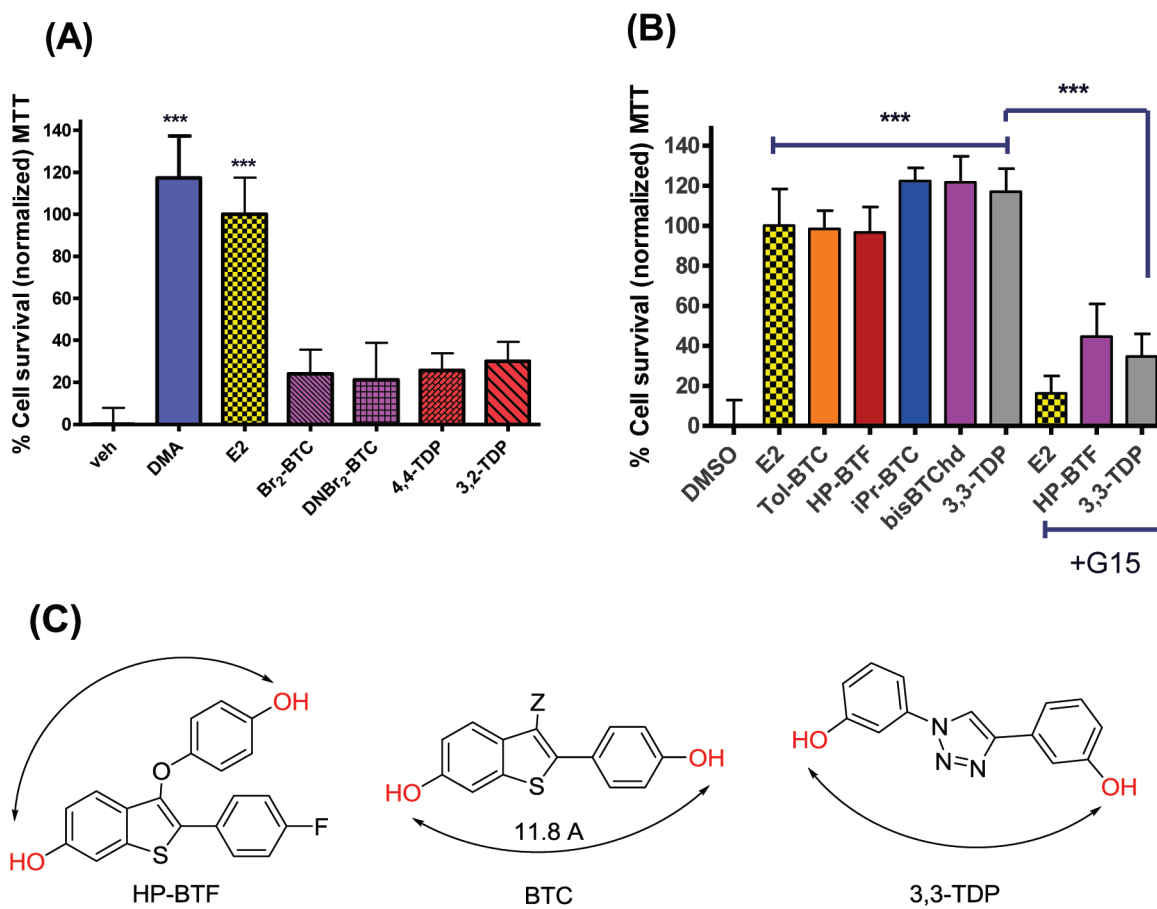 (A)
% Cell survival (normalized) MTT
140
120
100
80
60
40
20
0
***
***
veh
DMA
E2
Br2-BTC
DNBr2-BTC
4,4-TDP
3,2-TDP
(B)
% Cell survival (normalized) MTT
140
120
100
80
60
40
20
0
***
***
DMSO
E2
Tol-BTC
HP-BTF
iPr-BTC
bisBTChd
3,3-TDP
E2
HP-BTF
3,3-TDP
+G15
(C)
OH
O
HO
S
F
HP-BTF
Z
HO
S
OH
11.8 A
BTC
HO
N
N
N
OH
3,3-TDP